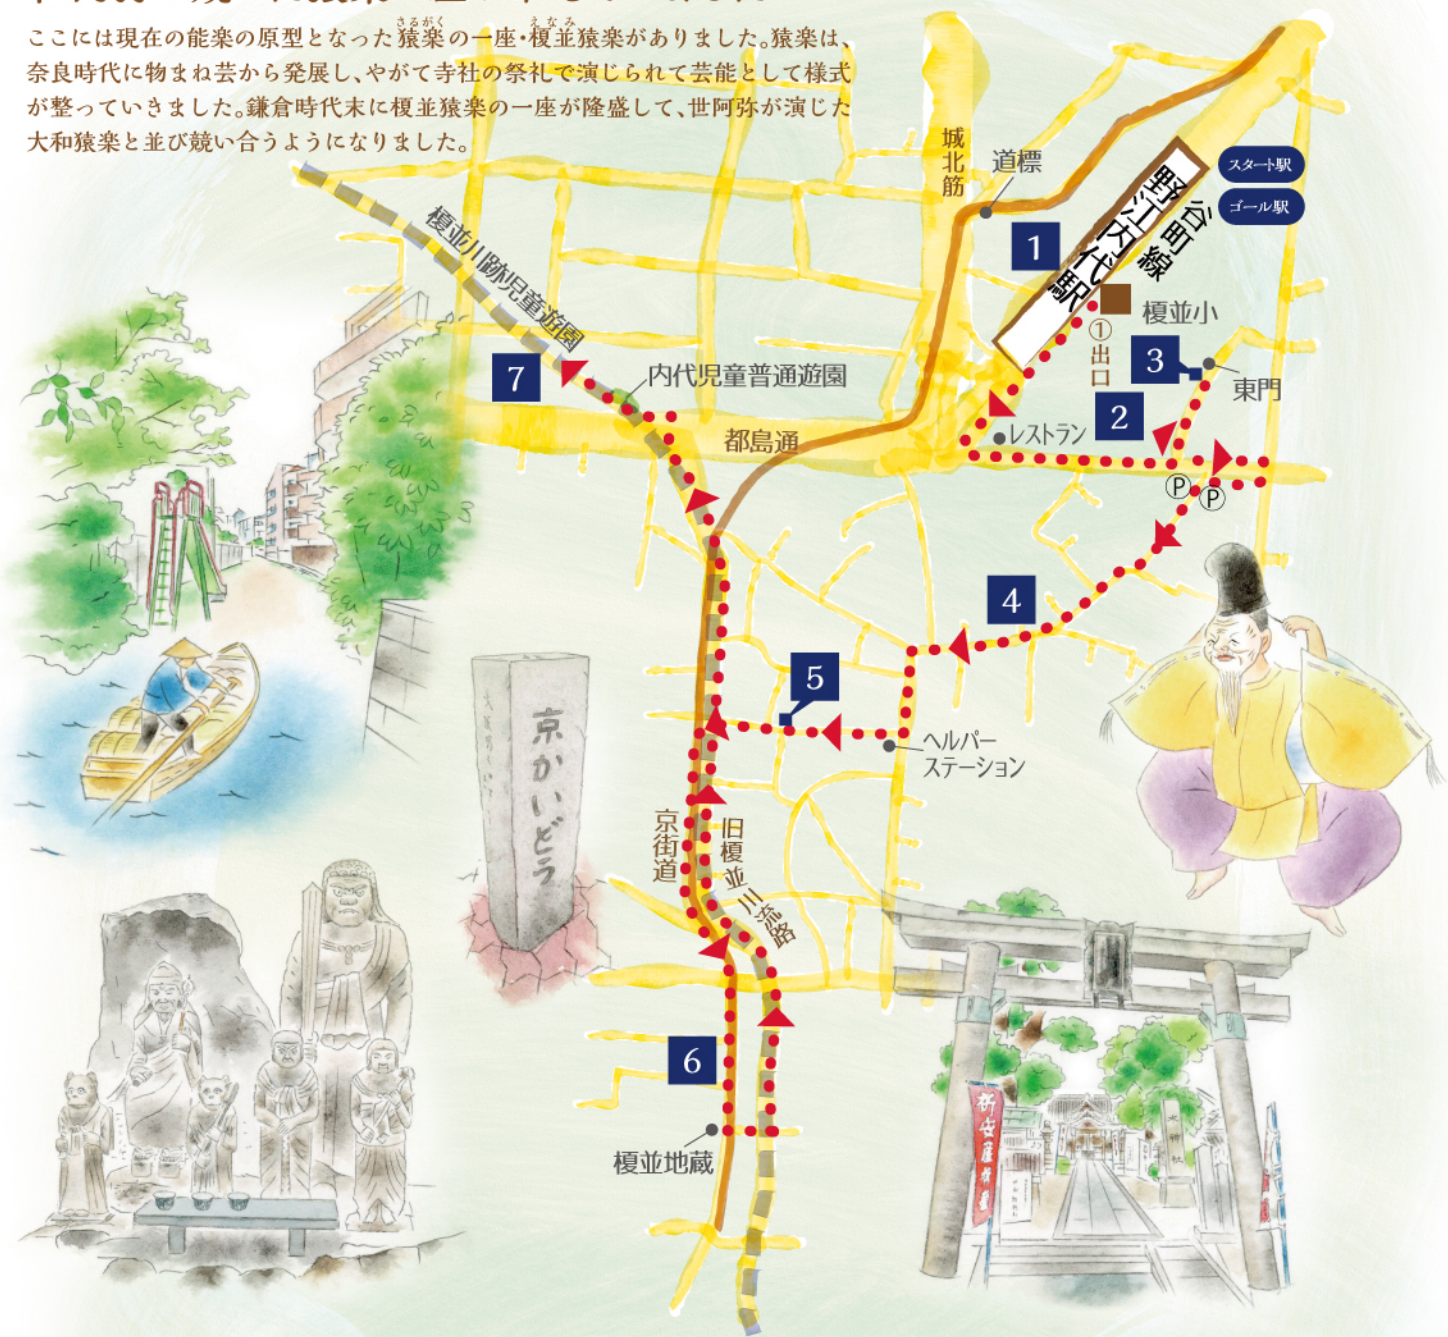 さるがく
えなみ
ここには現在の能楽の原型となった猿楽の一座・榎並猿楽がありました。猿楽は、
奈良時代に物まね芸から発展し、やがて寺社の祭礼で演じられて芸能として様式
が整っていきました。鎌倉時代末に榎並猿楽の一座が隆盛して、世阿弥が演じた
大和猿楽と並び競い合うようになりました。
城北筋
道標
スタート駅
ゴール駅
谷町線
野江内代駅
1
榎並川跡児童遊園
榎並小
①出口
3
東門
7
内代児童普通遊園
2
レストラン
都島通
P
P
4
5
ヘルパー
ステーション
京かいどう
京街道
旧榎並川流路
6
榎並地蔵